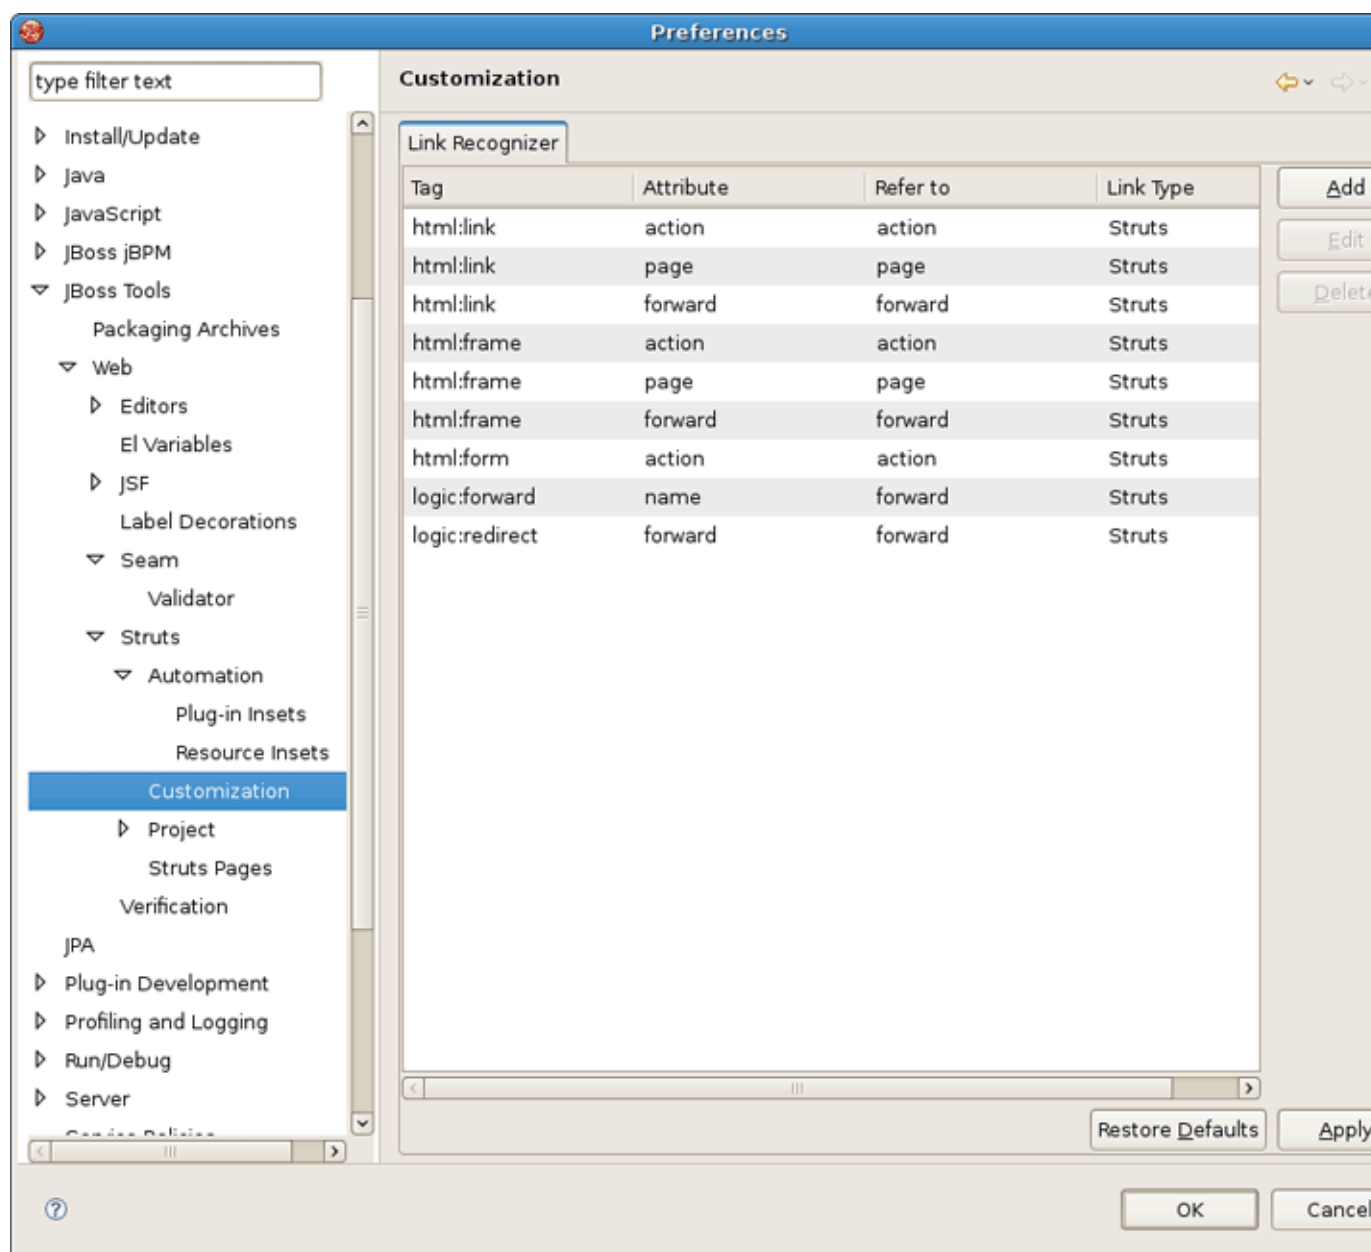 Preferences
type filter text
Customization
Install/Update
Java
JavaScript
JBoss jBPM
JBoss Tools
Packaging Archives
Web
Editors
El Variables
JSF
Label Decorations
Seam
Validator
Struts
Automation
Plug-in Insets
Resource Insets
Customization
Project
Struts Pages
Verification
JPA
Plug-in Development
Profiling and Logging
Run/Debug
Server
Link Recognizer
Tag Attribute Refer to Link Type
html:link action action Struts
html:link page page Struts
html:link forward forward Struts
html:frame action action Struts
html:frame page page Struts
html:frame forward forward Struts
html:form action action Struts
logic:forward name forward Struts
logic:redirect forward forward Struts
Add
Edit
Delete
Restore Defaults Apply
OK Cancel